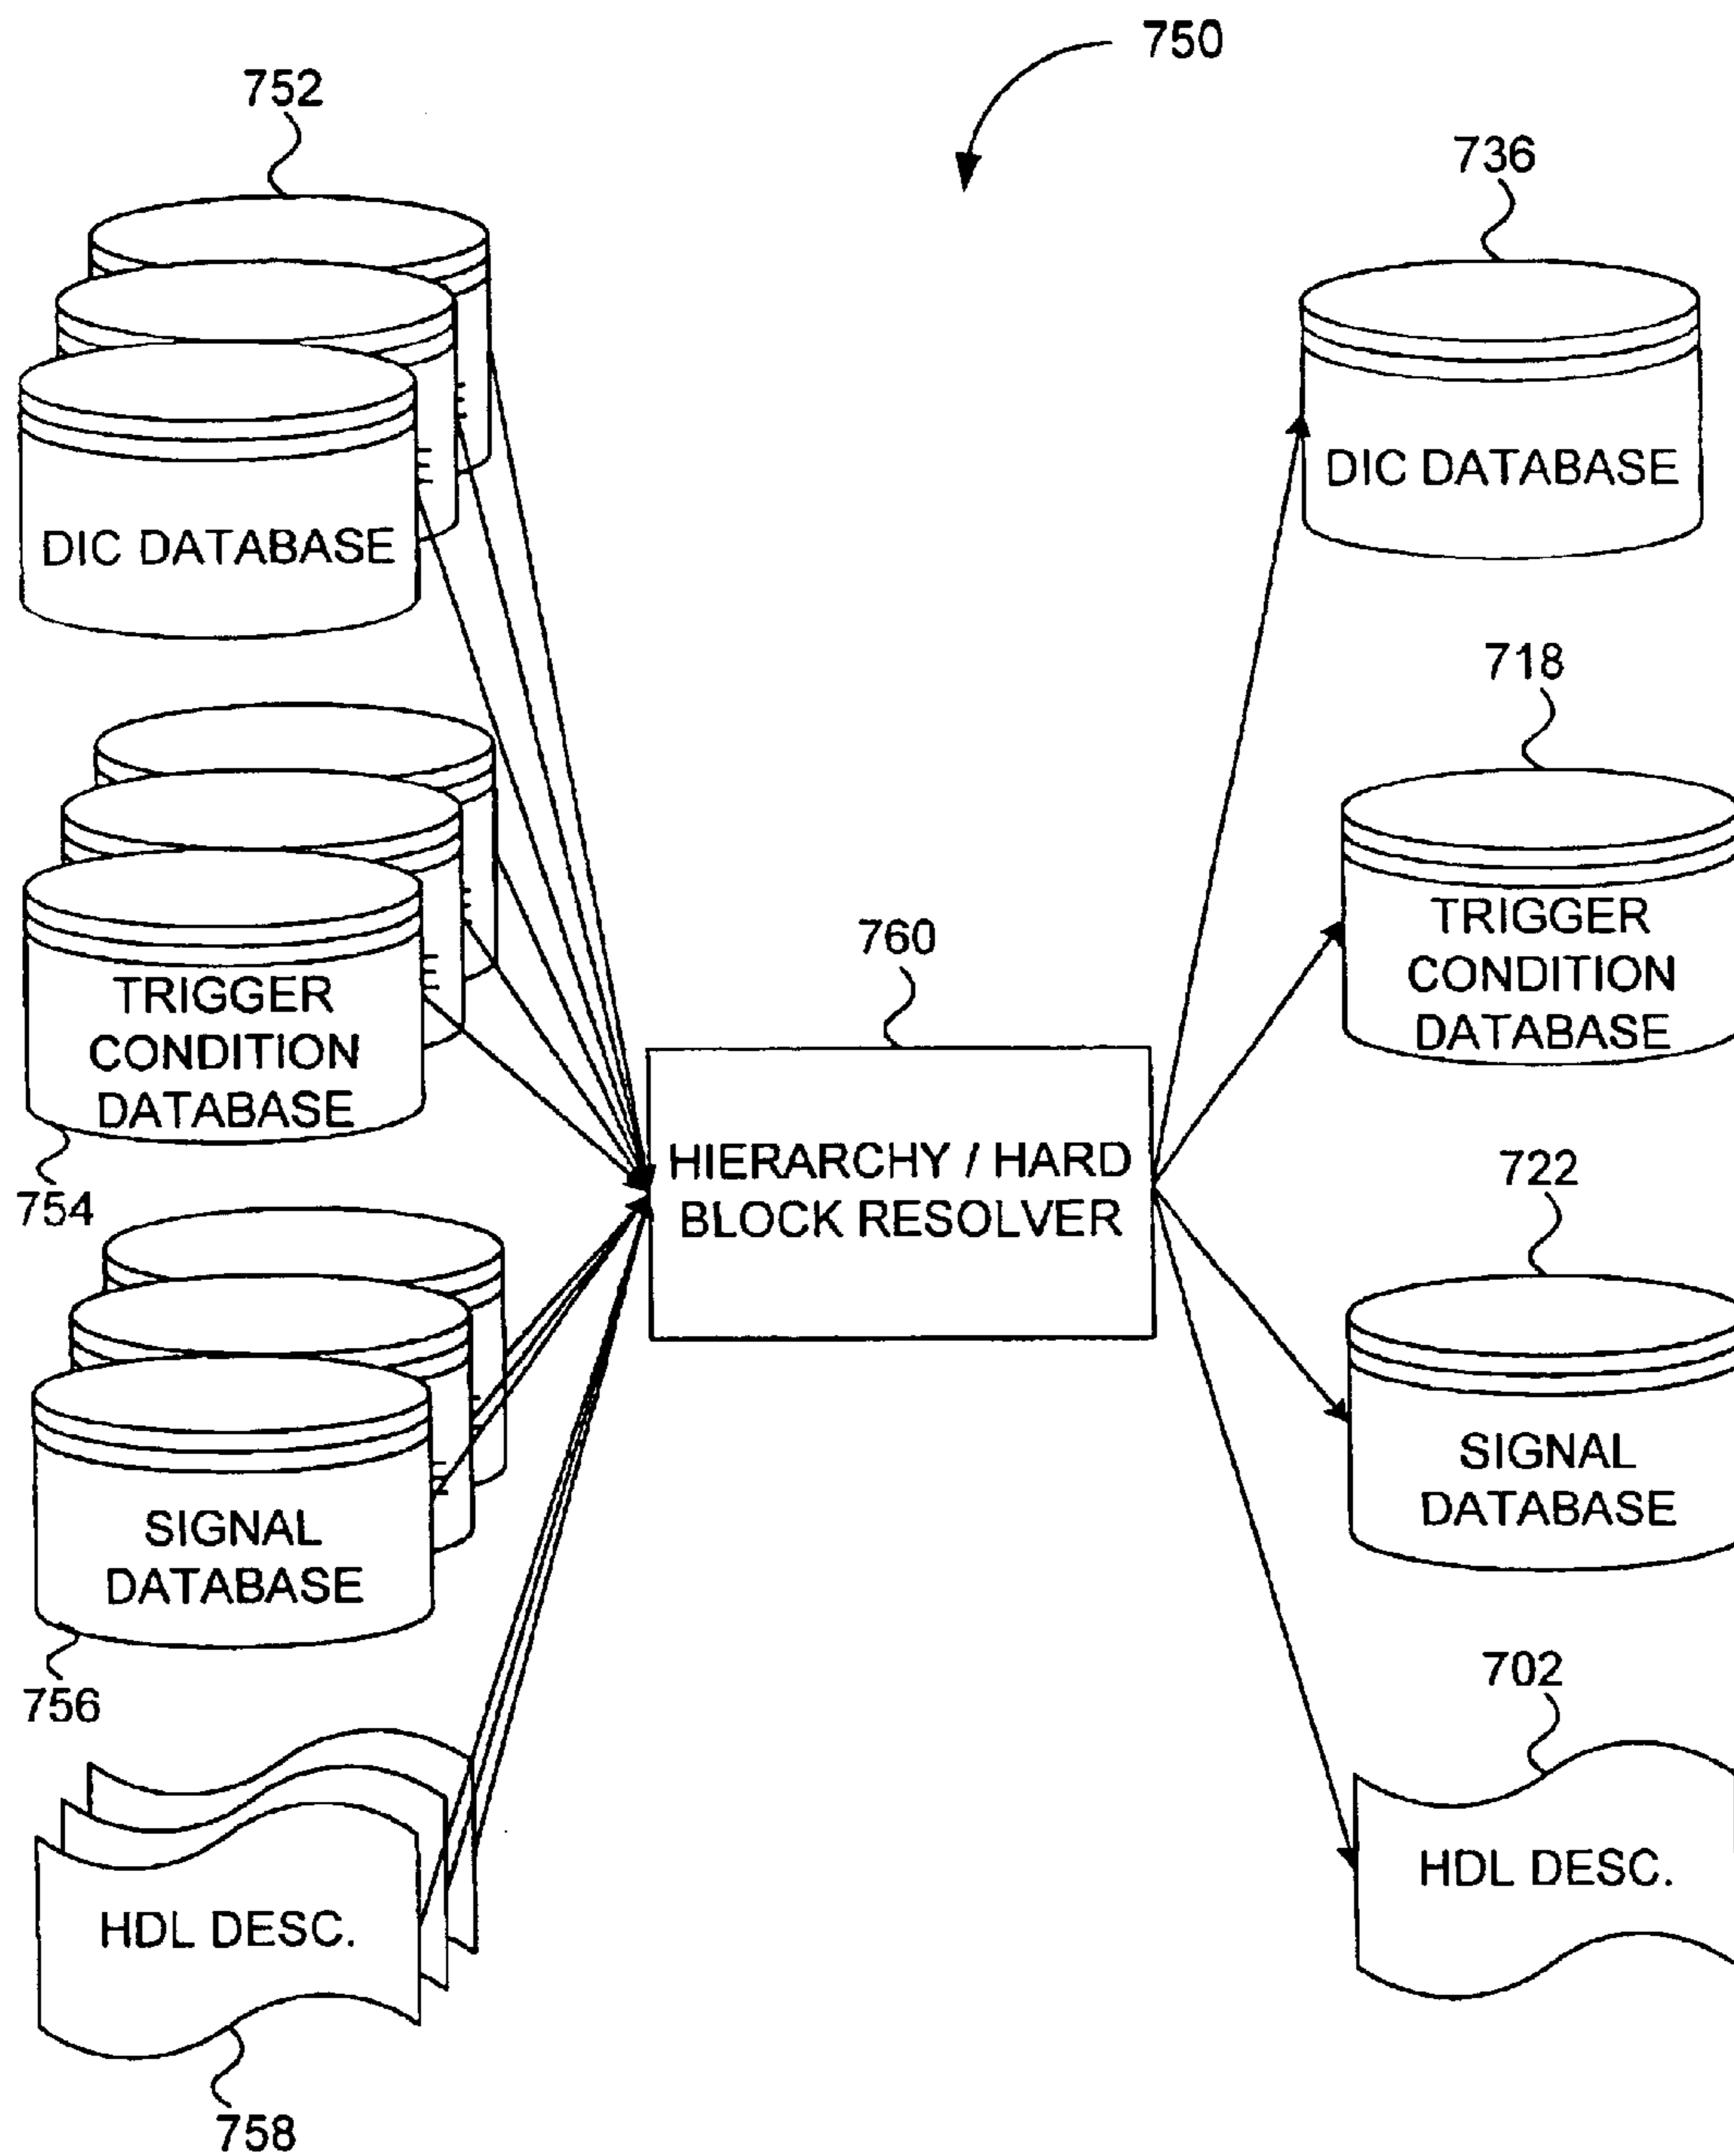 750
752
736
DIC DATABASE
DIC DATABASE
718
TRIGGER
CONDITION
DATABASE
754
760
HIERARCHY / HARD
BLOCK RESOLVER
TRIGGER
CONDITION
DATABASE
722
SIGNAL
DATABASE
756
SIGNAL
DATABASE
702
HDL DESC.
758
HDL DESC.